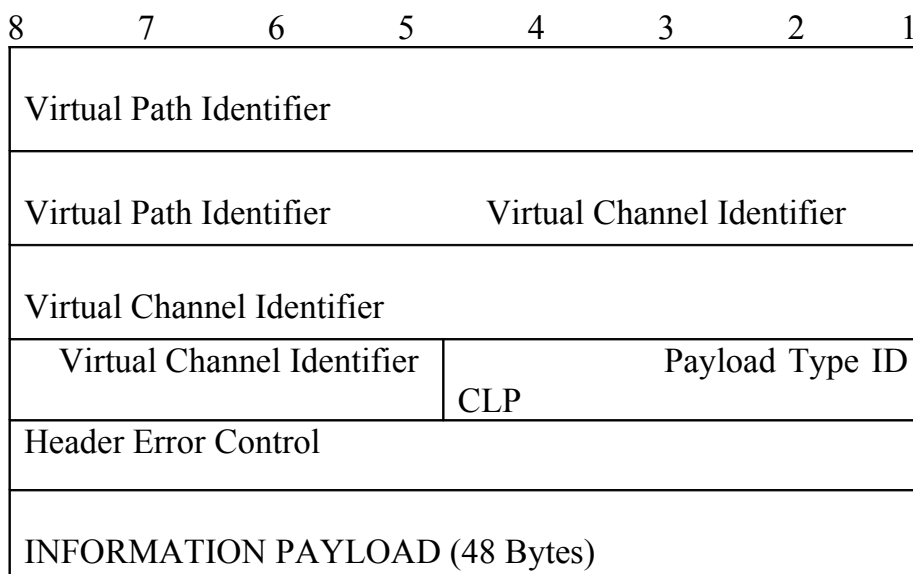 8 7 6 5 4 3 2 1
Virtual Path Identifier
Virtual Path Identifier Virtual Channel Identifier
Virtual Channel Identifier
Virtual Channel Identifier Payload Type ID
CLP
Header Error Control
INFORMATION PAYLOAD (48 Bytes)